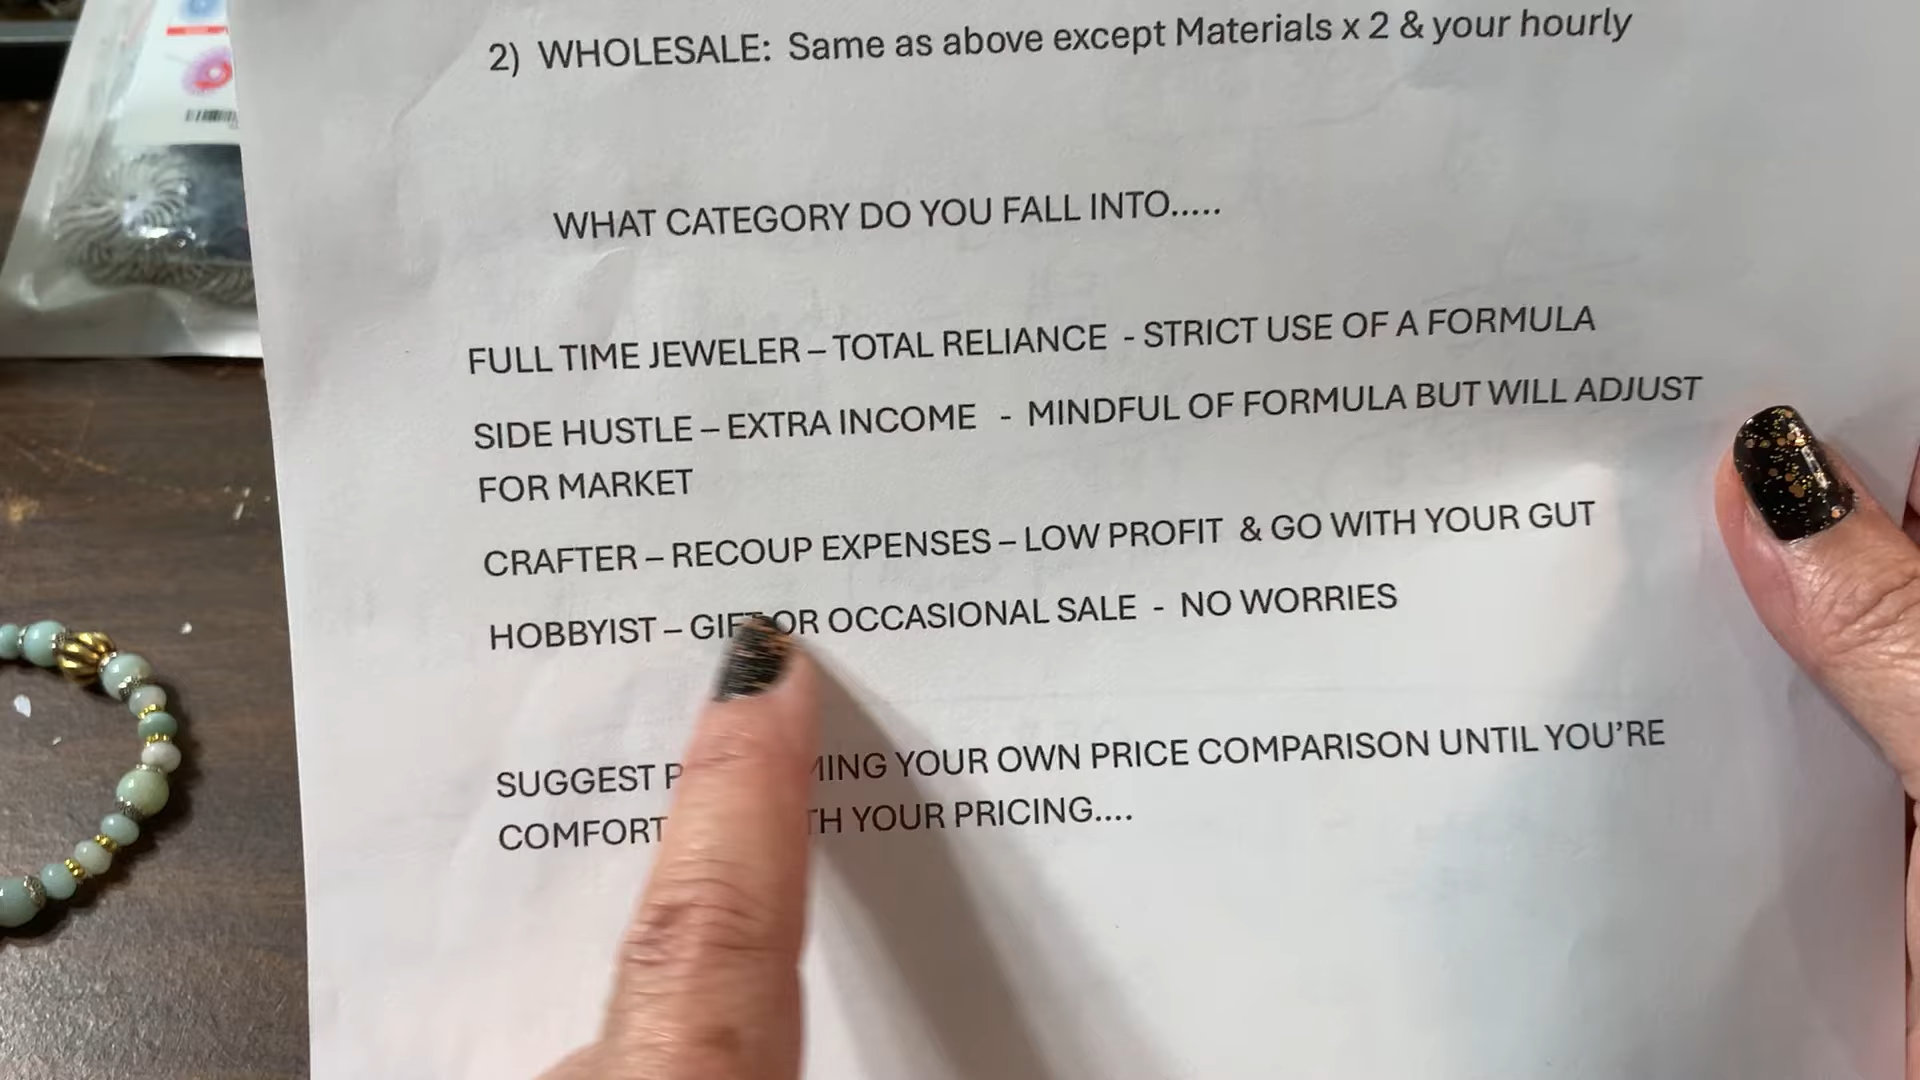 2) WHOLESALE: Same as above except Materials x 2 & your hourly
WHAT CATEGORY DO YOU FALL INTO.....
FULL TIME JEWELER – TOTAL RELIANCE - STRICT USE OF A FORMULA
SIDE HUSTLE – EXTRA INCOME - MINDFUL OF FORMULA BUT WILL ADJUST
FOR MARKET
CRAFTER – RECOUP EXPENSES – LOW PROFIT & GO WITH YOUR GUT
HOBBYIST – GIFT OR OCCASIONAL SALE - NO WORRIES
SUGGEST YOUR OWN PRICE COMPARISON UNTIL YOU'RE
YOUR PRICING....